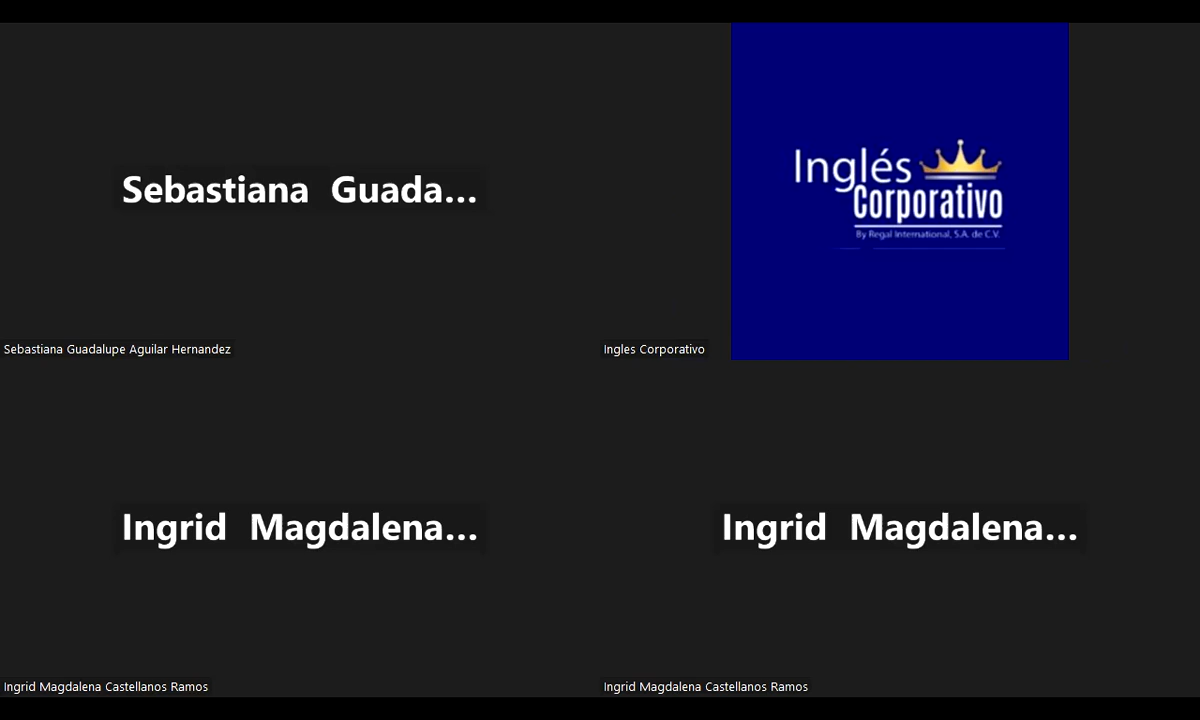 Sebastiana Guada...
Sebastiana Guadalupe Aguilar Hernandez
Inglés
Corporativo
By Regal International, S.A. de C.V.
Ingles Corporativo
Ingrid Magdalena...
Ingrid Magdalena Castellanos Ramos
Ingrid Magdalena...
Ingrid Magdalena Castellanos Ramos